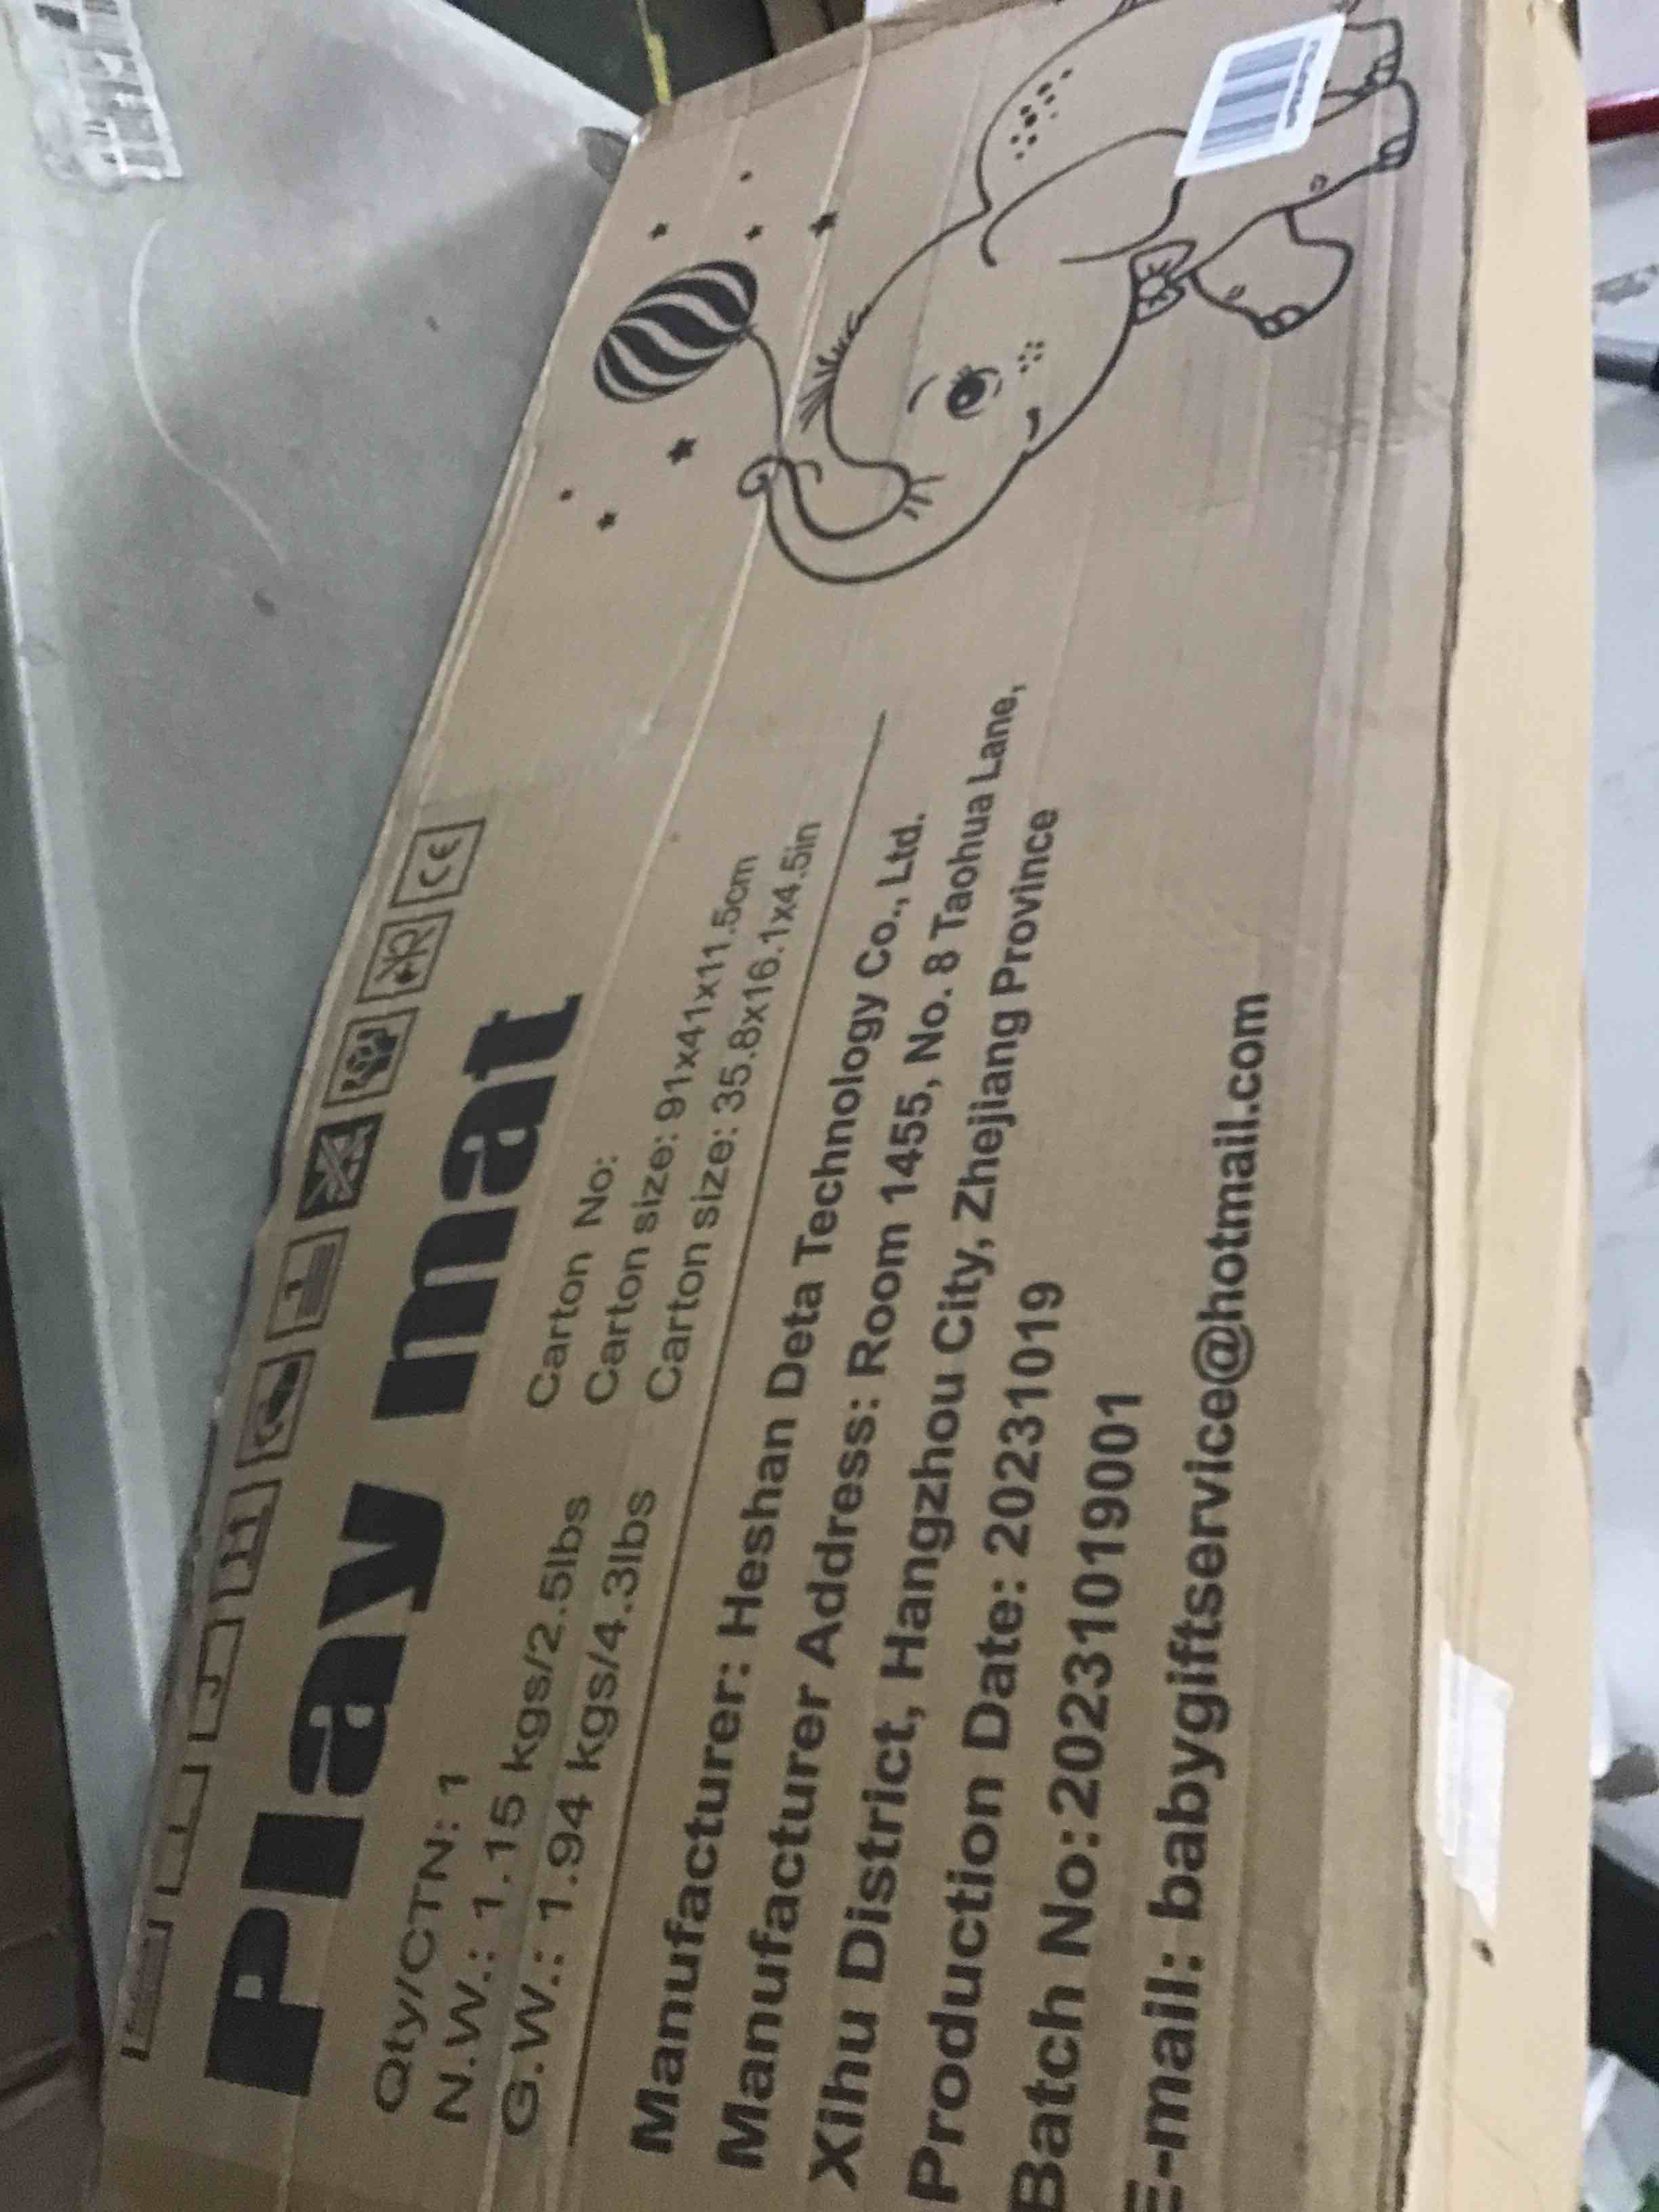 Play mat
Qty/CTN: 1
N.W.: 1.15 kgs/2.5lbs
G.W.: 1.94 kgs/4.3lbs
Carton No:
Carton size: 91x41x11.5cm
Carton size: 35.8x16.1x4.5in
Manufacturer: Heshan Deta Technology Co., Ltd.
Manufacturer Address: Room 1455, No. 8 Taohua Lane,
Xihu District, Hangzhou City, Zhejiang Province
Production Date: 20231019
Batch No:20231019001
E-mail: babygiftservice@hotmail.com
CE